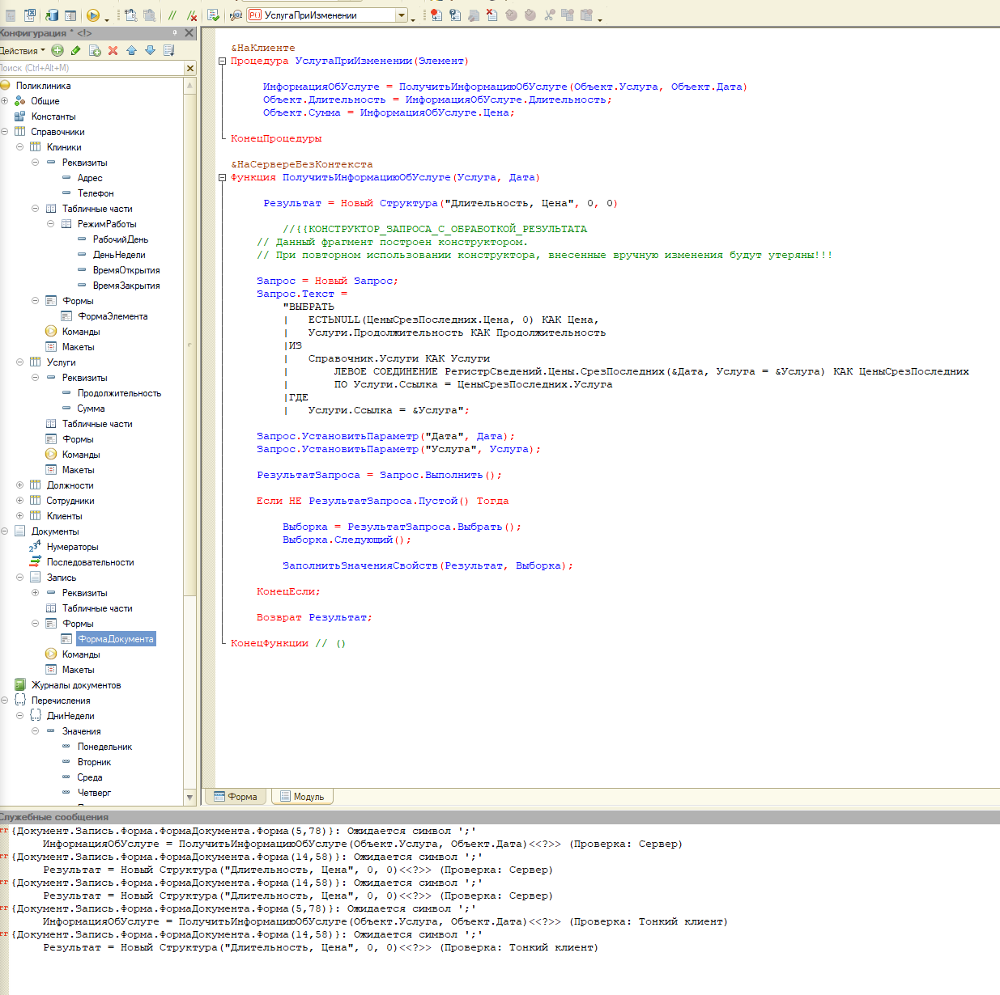 УслугаПриИзменении
Конфигурация * <!>
Действия
Поиск (Ctrl+Alt+M)
Поликлиника
Общие
Константы
Справочники
Клиники
Реквизиты
Адрес
Телефон
Табличные части
РежимРаботы
РабочийДень
ДеньНедели
ВремяОткрытия
ВремяЗакрытия
Формы
ФормаЭлемента
Команды
Макеты
Услуги
Реквизиты
Продолжительность
Сумма
Табличные части
Формы
Команды
Макеты
Должности
Сотрудники
Клиенты
Документы
Нумераторы
Последовательности
Запись
Реквизиты
Табличные части
Формы
ФормаДокумента
Команды
Макеты
Журналы документов
Перечисления
ДниНедели
Значения
Понедельник
Вторник
Среда
Четверг
&НаКлиенте
Процедура УслугаПриИзменении(Элемент)
ИнформацияОбУслуге = ПолучитьИнформациюОбУслуге(Объект.Услуга, Объект.Дата)
Объект.Длительность = ИнформацияОбУслуге.Длительность;
Объект.Сумма = ИнформацияОбУслуге.Цена;
КонецПроцедуры
&НаСервереБезКонтекста
Функция ПолучитьИнформациюОбУслуге(Услуга, Дата)
Результат = Новый Структура("Длительность, Цена", 0, 0)
//{{КОНСТРУКТОР_ЗАПРОСА_С_ОБРАБОТКОЙ_РЕЗУЛЬТАТА
// Данный фрагмент построен конструктором.
// При повторном использовании конструктора, внесенные вручную изменения будут утеряны!!!
Запрос = Новый Запрос;
Запрос.Текст =
"ВЫБРАТЬ
| ЕСТЬNULL(ЦеныСрезПоследних.Цена, 0) КАК Цена,
| Услуги.Продолжительность КАК Продолжительность
|ИЗ
| Справочник.Услуги КАК Услуги
| ЛЕВОЕ СОЕДИНЕНИЕ РегистрСведений.Цены.СрезПоследних(&Дата, Услуга = &Услуга) КАК ЦеныСрезПоследних
| ПО Услуги.Ссылка = ЦеныСрезПоследних.Услуга
|ГДЕ
| Услуги.Ссылка = &Услуга";
Запрос.УстановитьПараметр("Дата", Дата);
Запрос.УстановитьПараметр("Услуга", Услуга);
РезультатЗапроса = Запрос.Выполнить();
Если НЕ РезультатЗапроса.Пустой() Тогда
Выборка = РезультатЗапроса.Выбрать();
Выборка.Следующий();
ЗаполнитьЗначенияСвойств(Результат, Выборка);
КонецЕсли;
Возврат Результат;
КонецФункции // ()
Форма
Модуль
Служебные сообщения
{Документ.Запись.Форма.ФормаДокумента.Форма(5,78)}: Ожидается символ ';'
ИнформацияОбУслуге = ПолучитьИнформациюОбУслуге(Объект.Услуга, Объект.Дата)<<?>> (Проверка: Сервер)
{Документ.Запись.Форма.ФормаДокумента.Форма(14,58)}: Ожидается символ ';'
Результат = Новый Структура("Длительность, Цена", 0, 0)<<?>> (Проверка: Сервер)
{Документ.Запись.Форма.ФормаДокумента.Форма(14,58)}: Ожидается символ ';'
Результат = Новый Структура("Длительность, Цена", 0, 0)<<?>> (Проверка: Сервер)
{Документ.Запись.Форма.ФормаДокумента.Форма(5,78)}: Ожидается символ ';'
ИнформацияОбУслуге = ПолучитьИнформациюОбУслуге(Объект.Услуга, Объект.Дата)<<?>> (Проверка: Тонкий клиент)
{Документ.Запись.Форма.ФормаДокумента.Форма(14,58)}: Ожидается символ ';'
Результат = Новый Структура("Длительность, Цена", 0, 0)<<?>> (Проверка: Тонкий клиент)